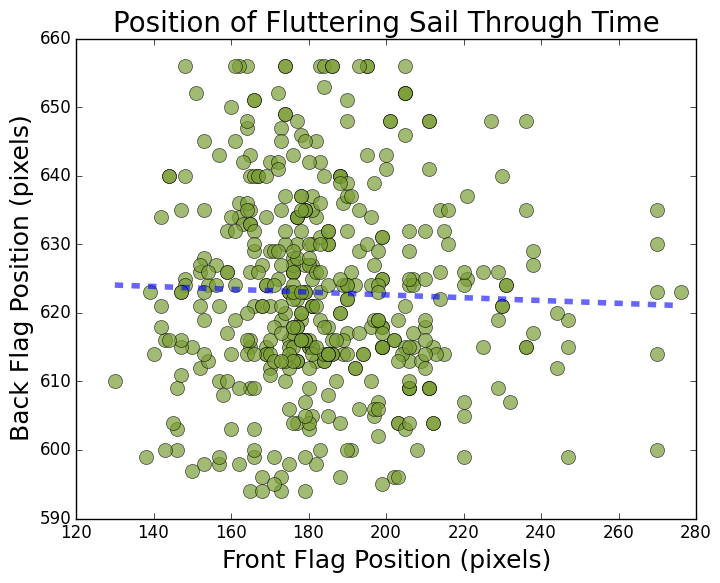 Position of Fluttering Sail Through Time
660
650
640
630
620
610
600
590
Back Flag Position (pixels)
120 140 160 180 200 220 240 260 280
Front Flag Position (pixels)